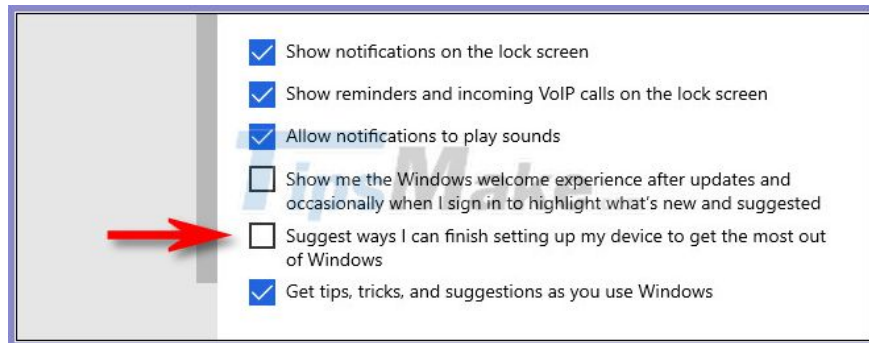 Show notifications on the lock screen
Show reminders and incoming VoIP calls on the lock screen
Allow notifications to play sounds
TipsMake
Show me the Windows welcome experience after updates and
occasionally when I sign in to highlight what's new and suggested
Suggest ways I can finish setting up my device to get the most out
of Windows
Get tips, tricks, and suggestions as you use Windows